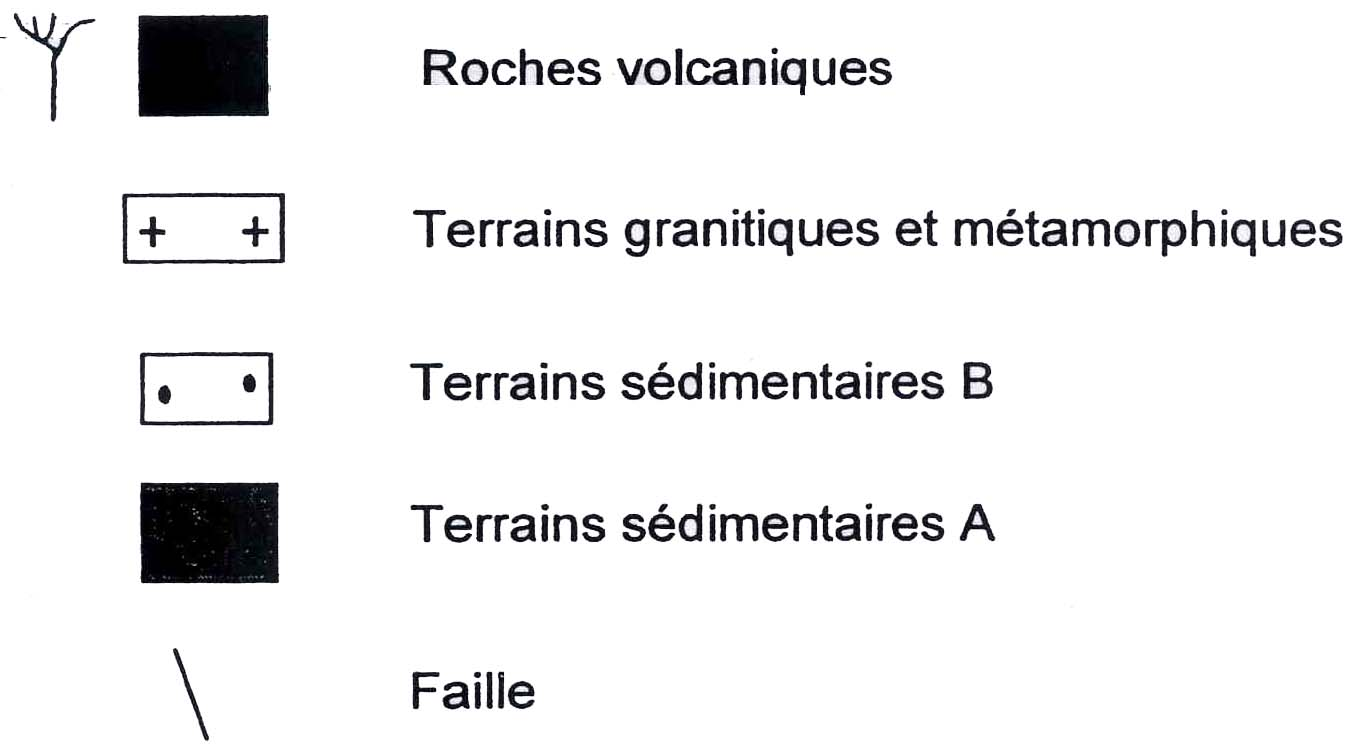 Roches volcaniques
Terrains granitiques et métamorphiques
Terrains sédimentaires B
Terrains sédimentaires A
Faille